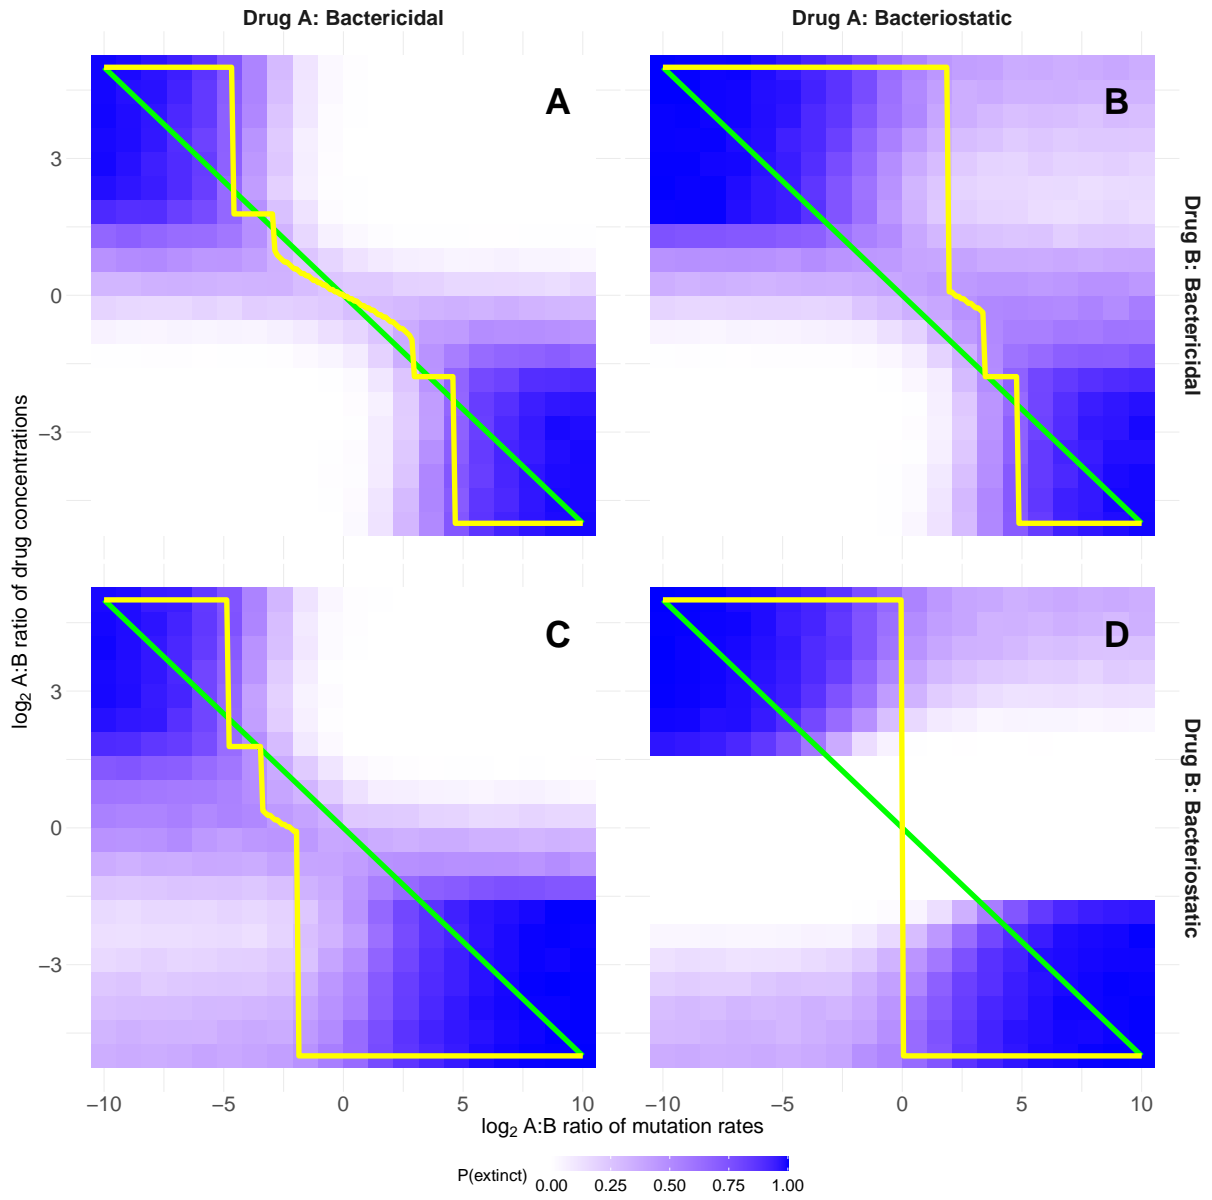 Drug A: Bactericidal
Drug A: Bacteriostatic
A
B
3
0
−3
Drug B: Bactericidal
log2 A:B ratio of drug concentrations
C
D
3
0
−3
Drug B: Bacteriostatic
−10 −5 0 5 10
−10 −5 0 5 10
log2 A:B ratio of mutation rates
P(extinct)
0.00 0.25 0.50 0.75 1.00